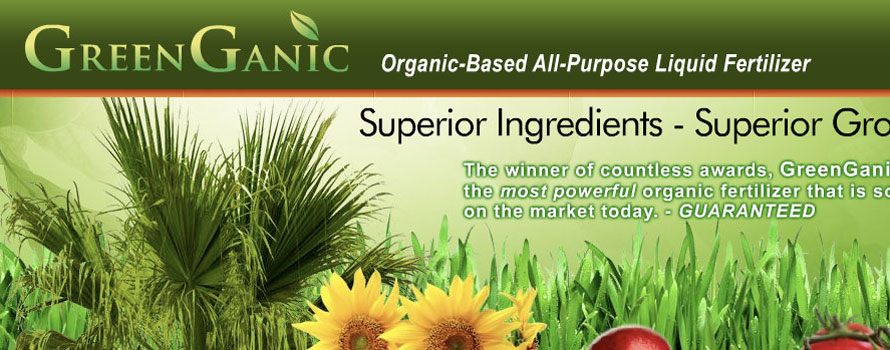 GREENGANIC
Organic-Based All-Purpose Liquid Fertilizer
Superior Ingredients - Superior Gro
The winner of countless awards, GreenGani
the most powerful organic fertilizer that is so
on the market today. - GUARANTEED